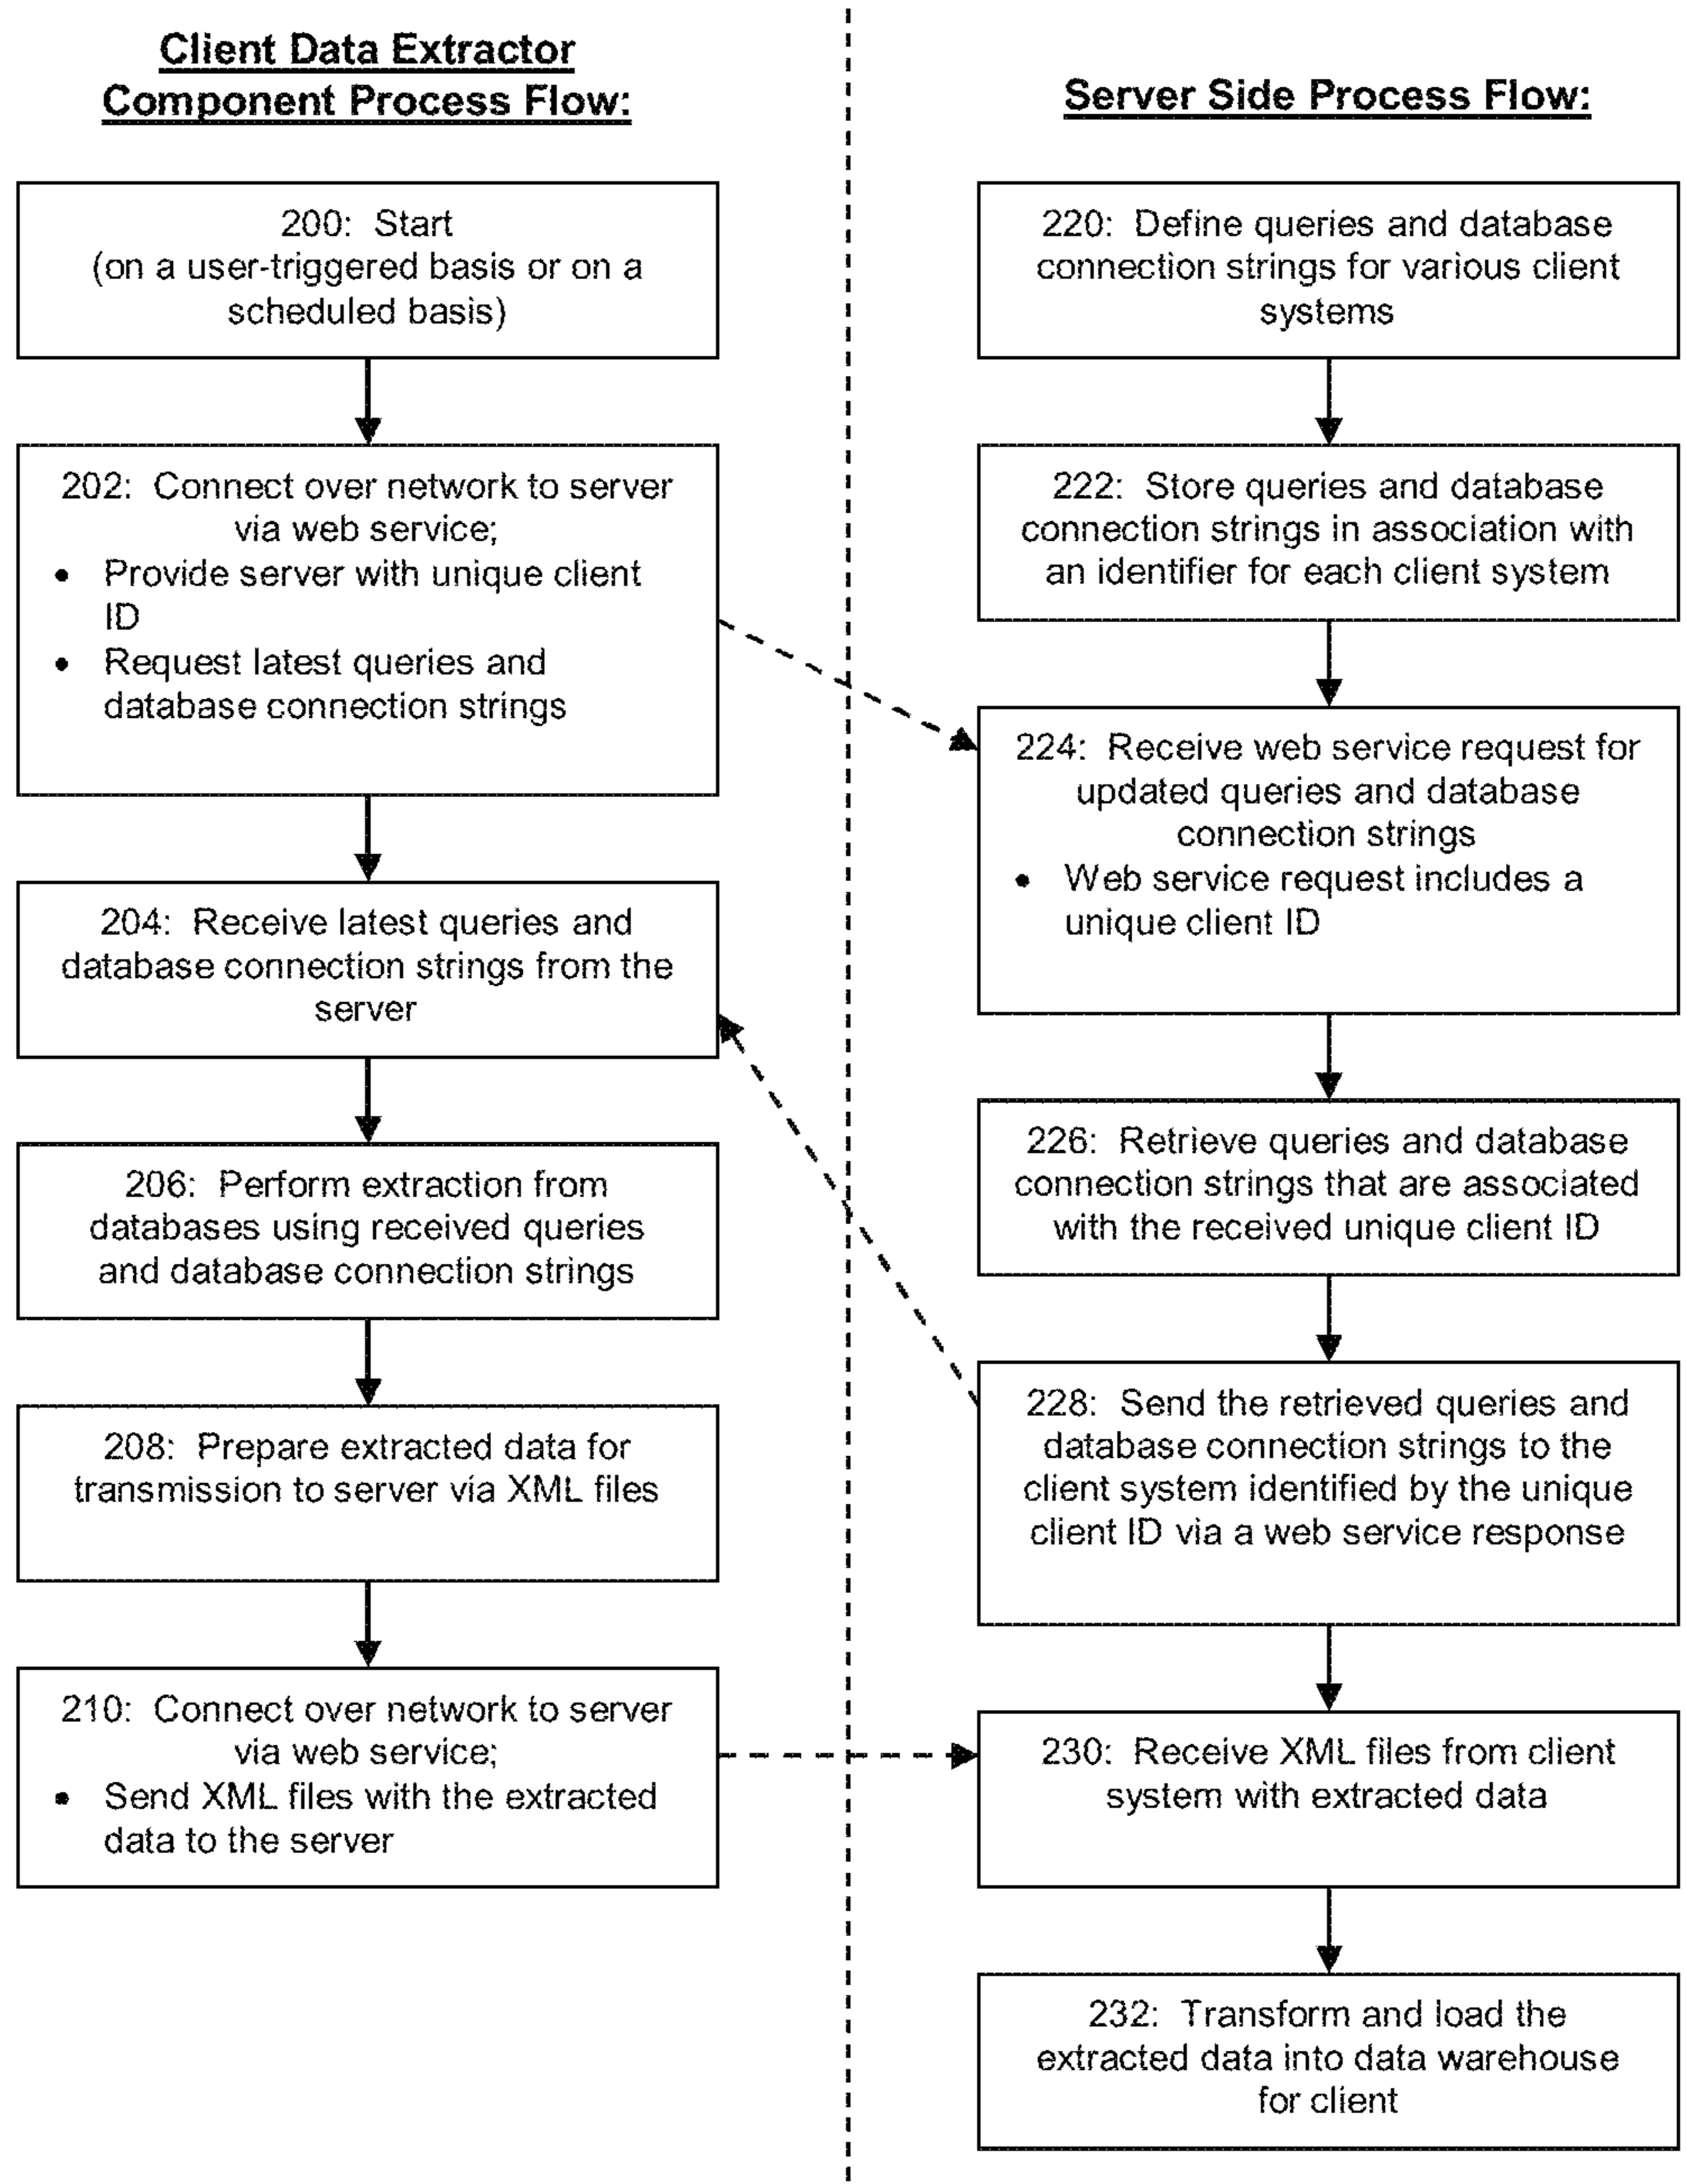 Client Data Extractor
Component Process Flow:
200: Start
(on a user-triggered basis or on a
scheduled basis)
202: Connect over network to server
via web service;
• Provide server with unique client
ID
• Request latest queries and
database connection strings
204: Receive latest queries and
database connection strings from the
server
206: Perform extraction from
databases using received queries
and database connection strings
208: Prepare extracted data for
transmission to server via XML files
210: Connect over network to server
via web service;
• Send XML files with the extracted
data to the server
Server Side Process Flow:
220: Define queries and database
connection strings for various client
systems
222: Store queries and database
connection strings in association with
an identifier for each client system
224: Receive web service request for
updated queries and database
connection strings
• Web service request includes a
unique client ID
226: Retrieve queries and database
connection strings that are associated
with the received unique client ID
228: Send the retrieved queries and
database connection strings to the
client system identified by the unique
client ID via a web service response
230: Receive XML files from client
system with extracted data
232: Transform and load the
extracted data into data warehouse
for client